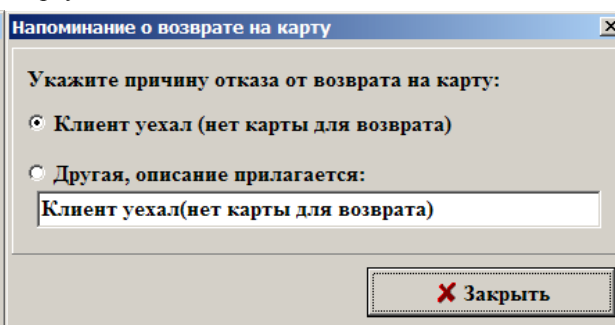 Напоминание о возврате на карту
Укажите причину отказа от возврата на карту:
Клиент уехал (нет карты для возврата)
Другая, описание прилагается:
Клиент уехал(нет карты для возврата)
Закрыть